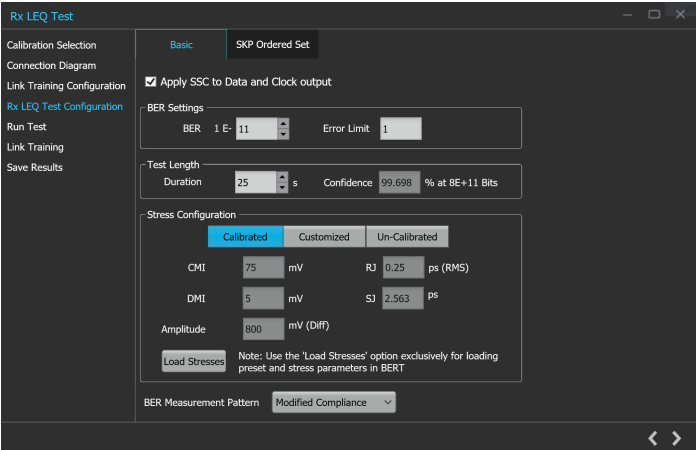 Rx LEQ Test
Calibration Selection
Connection Diagram
Link Training Configuration
Rx LEQ Test Configuration
Run Test
Link Training
Save Results
Basic
SKP Ordered Set
Apply SSC to Data and Clock output
BER Settings
BER 1 E- 11 Error Limit 1
Test Length
Duration 25 s Confidence 99.698 % at 8E+11 Bits
Stress Configuration
Calibrated Customized Un-Calibrated
CMI 75 mV RJ 0.25 ps (RMS)
DMI 5 mV SJ 2.563 ps
Amplitude 800 mV (Diff)
Load Stresses
Note: Use the 'Load Stresses' option exclusively for loading
preset and stress parameters in BERT
BER Measurement Pattern Modified Compliance